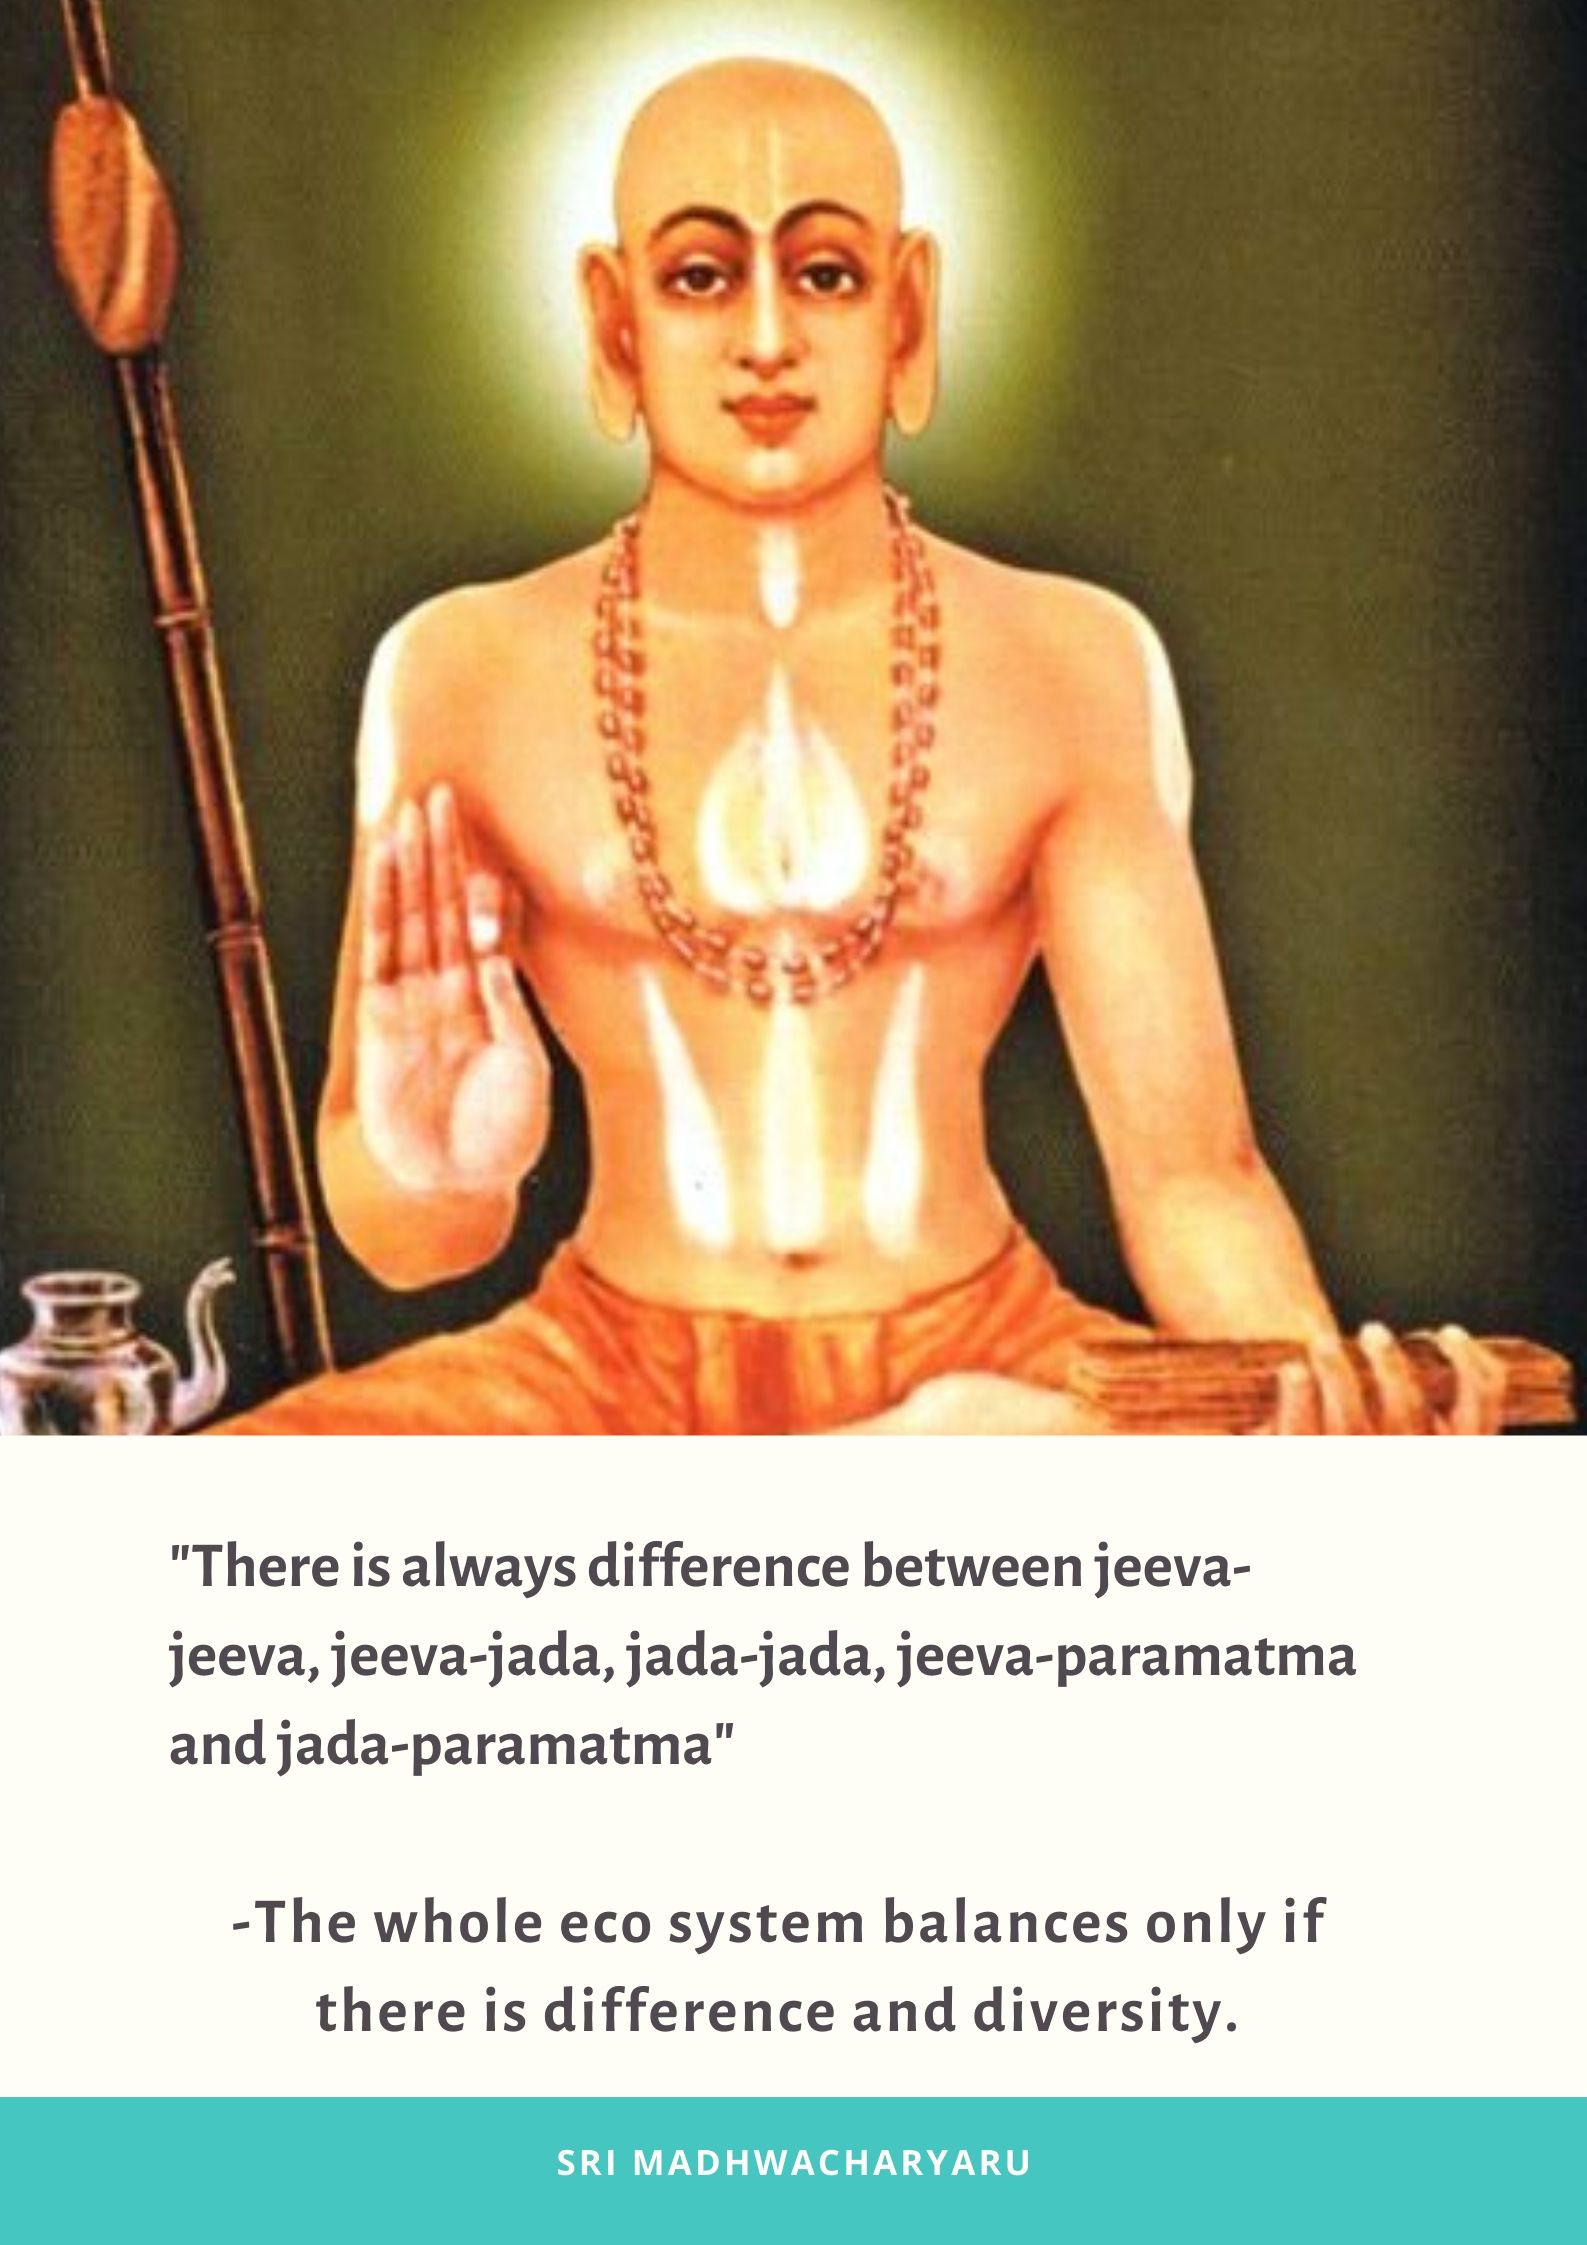 "There is always difference between jeeva-
jeeva, jeeva-jada, jada-jada, jeeva-paramatma
and jada-paramatma"
-The whole eco system balances only if
there is difference and diversity.
SRI MADHWACHARYARU